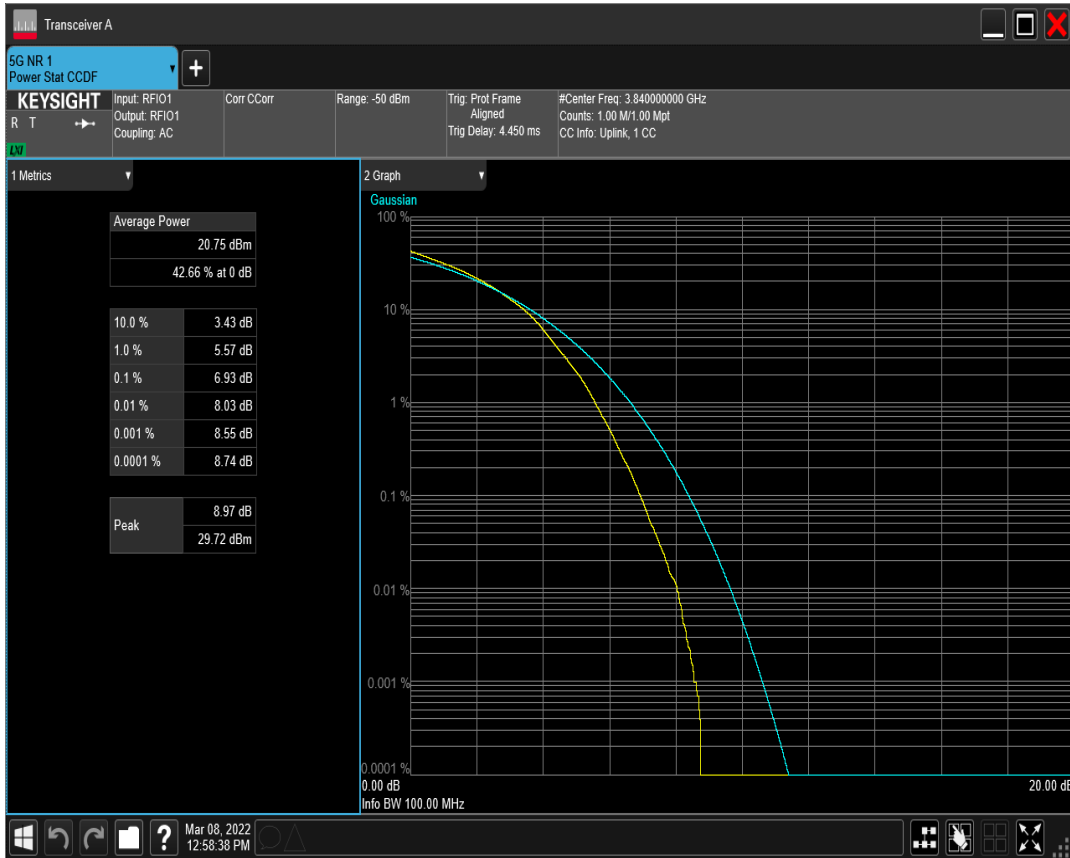 Transceiver A
5G NR 1
Power Stat CCDF
KEYSIGHT
R T
LXI
Input: RFIO1
Output: RFIO1
Coupling: AC
Corr CCorr
Range: -50 dBm
Trig: Prot Frame
Aligned
Trig Delay: 4.450 ms
#Center Freq: 3.840000000 GHz
Counts: 1.00 M/1.00 Mpt
CC Info: Uplink, 1 CC
1 Metrics
Average Power
20.75 dBm
42.66 % at 0 dB
10.0 % 3.43 dB
1.0 % 5.57 dB
0.1 % 6.93 dB
0.01 % 8.03 dB
0.001 % 8.55 dB
0.0001 % 8.74 dB
Peak
8.97 dB
29.72 dBm
2 Graph
Gaussian
100 %
10 %
1 %
0.1 %
0.01 %
0.001 %
0.0001 %
0.00 dB 20.00 dB
Info BW 100.00 MHz
?
Mar 08, 2022
12:58:38 PM